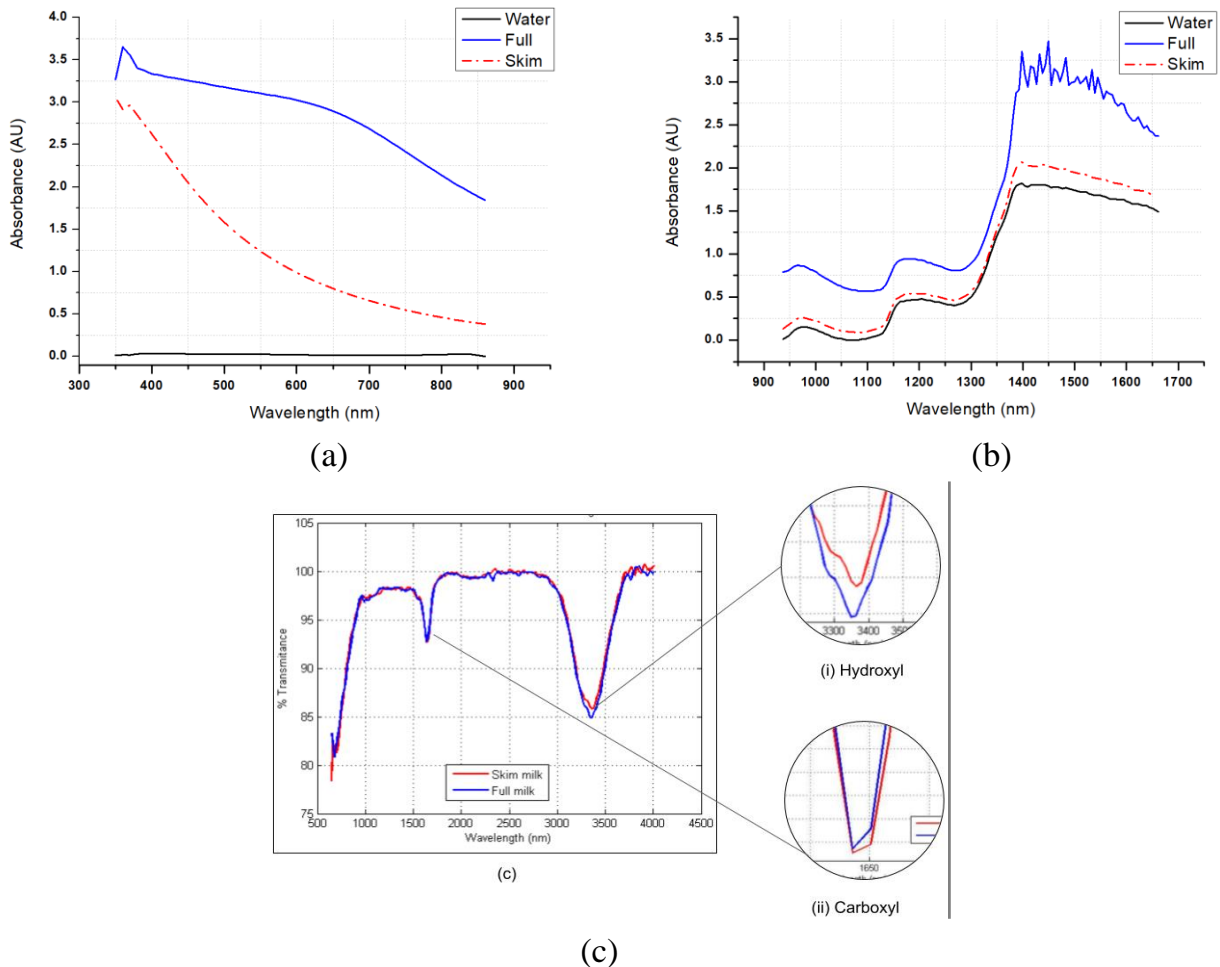 Water
Full
Skim
4.0
3.5
3.0
2.5
2.0
1.5
1.0
0.5
0.0
Absorbance (AU)
300 400 500 600 700 800 900
Wavelength (nm)
(a)
Water
Full
Skim
3.5
3.0
2.5
2.0
1.5
1.0
0.5
0.0
Absorbance (AU)
900 1000 1100 1200 1300 1400 1500 1600 1700
Wavelength (nm)
(b)
105
100
95
90
85
80
75
% Transmitance
Skim milk
Full milk
500 1000 1500 2000 2500 3000 3500 4000 4500
Wavelength (nm)
(c)
3300 3400
(i) Hydroxyl
1650
(ii) Carboxyl
(c)